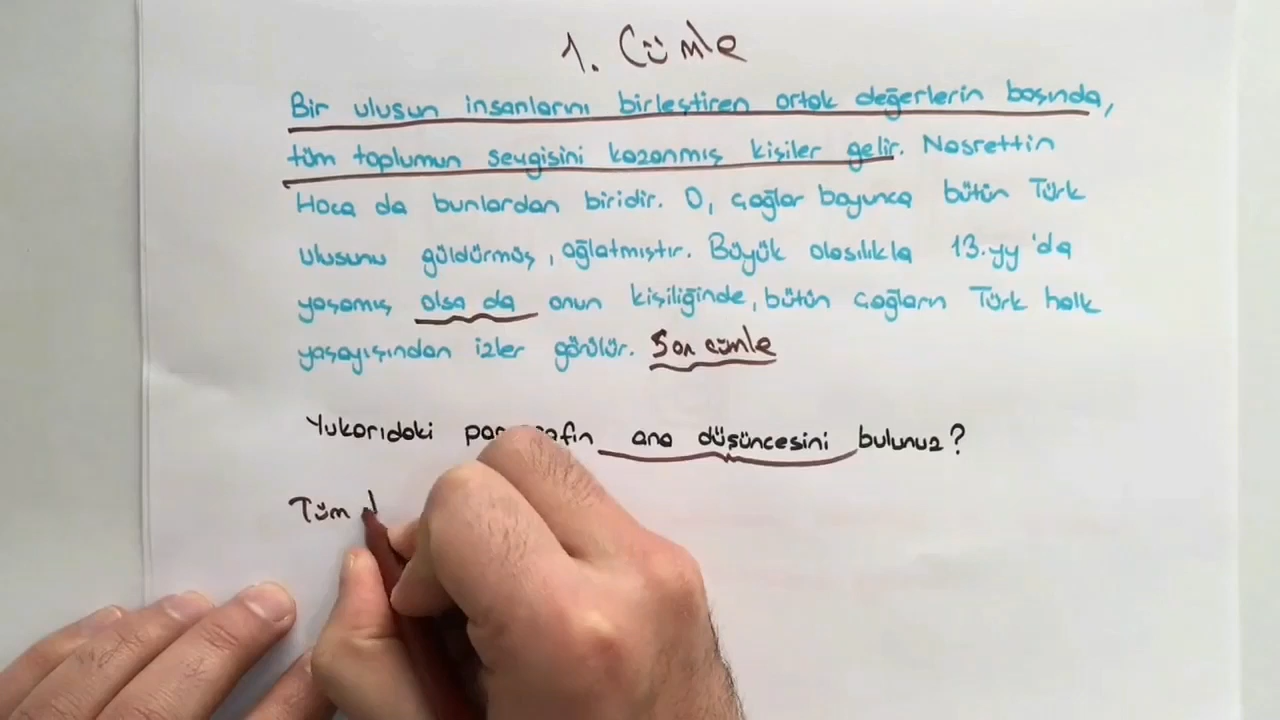 1. Cümle
Bir ulusun insanlarını birleştiren ortak değerlerin başında,
tüm toplumun sevgisini kazanmış kişiler gelir. Nasrettin
Hoca da bunlardan biridir. O, çağlar boyunca bütün Türk
ulusunu güldürmüş, ağlatmıştır. Büyük olasılıkla 13.yy'da
yaşamış olsa da onun kişiliğinde, bütün çağların Türk halk
yaşayışından izler görülür. Son cümle
Yukarıdaki ana düşüncesini bulunuz?
Tüm